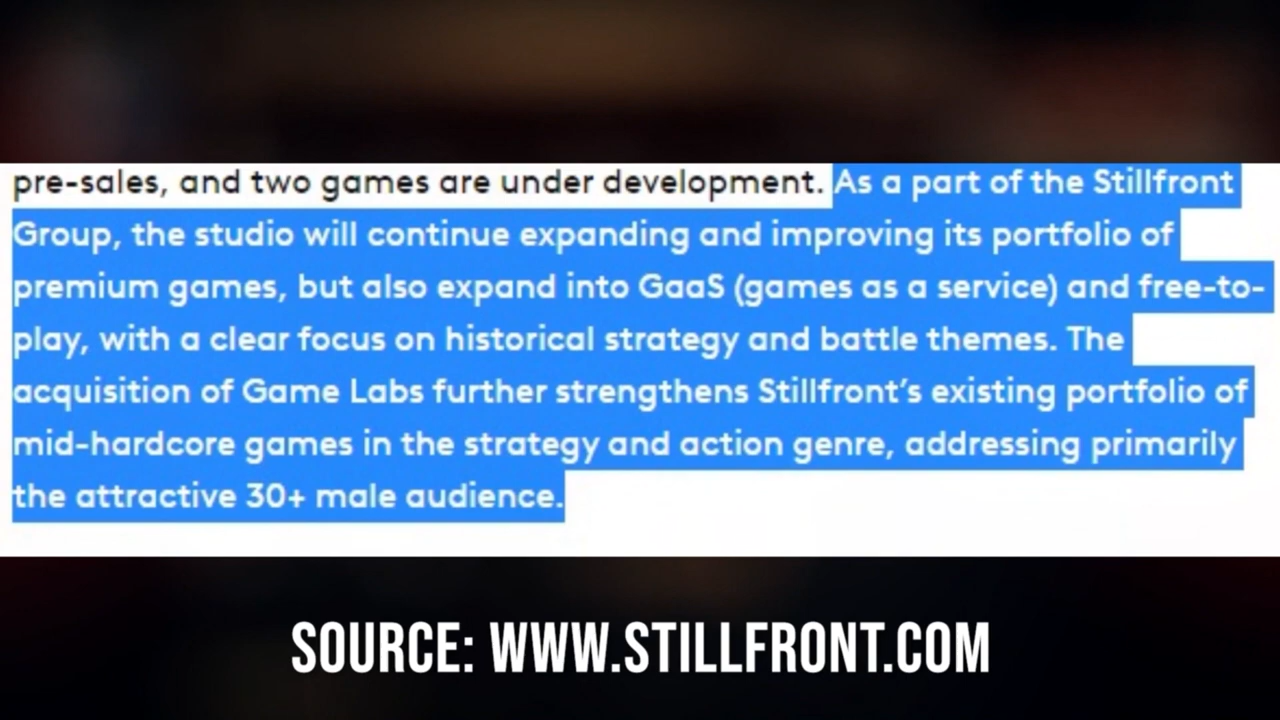 pre-sales, and two games are under development. As a part of the Stillfront
Group, the studio will continue expanding and improving its portfolio of
premium games, but also expand into GaaS (games as a service) and free-to-
play, with a clear focus on historical strategy and battle themes. The
acquisition of Game Labs further strengthens Stillfront’s existing portfolio of
mid-hardcore games in the strategy and action genre, addressing primarily
the attractive 30+ male audience.
SOURCE: WWW.STILLFRONT.COM